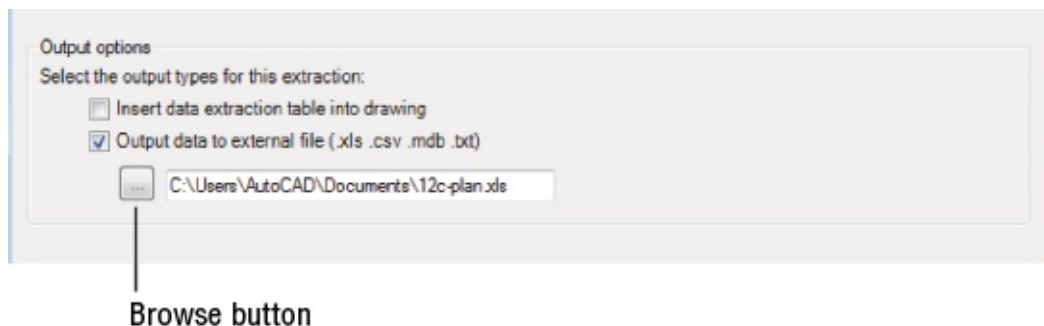 Output options
Select the output types for this extraction:
Insert data extraction table into drawing
Output data to external file (.xls .csv .mdb .txt)
... C:\Users\AutoCAD\Documents\12c-plan.xls
Browse button